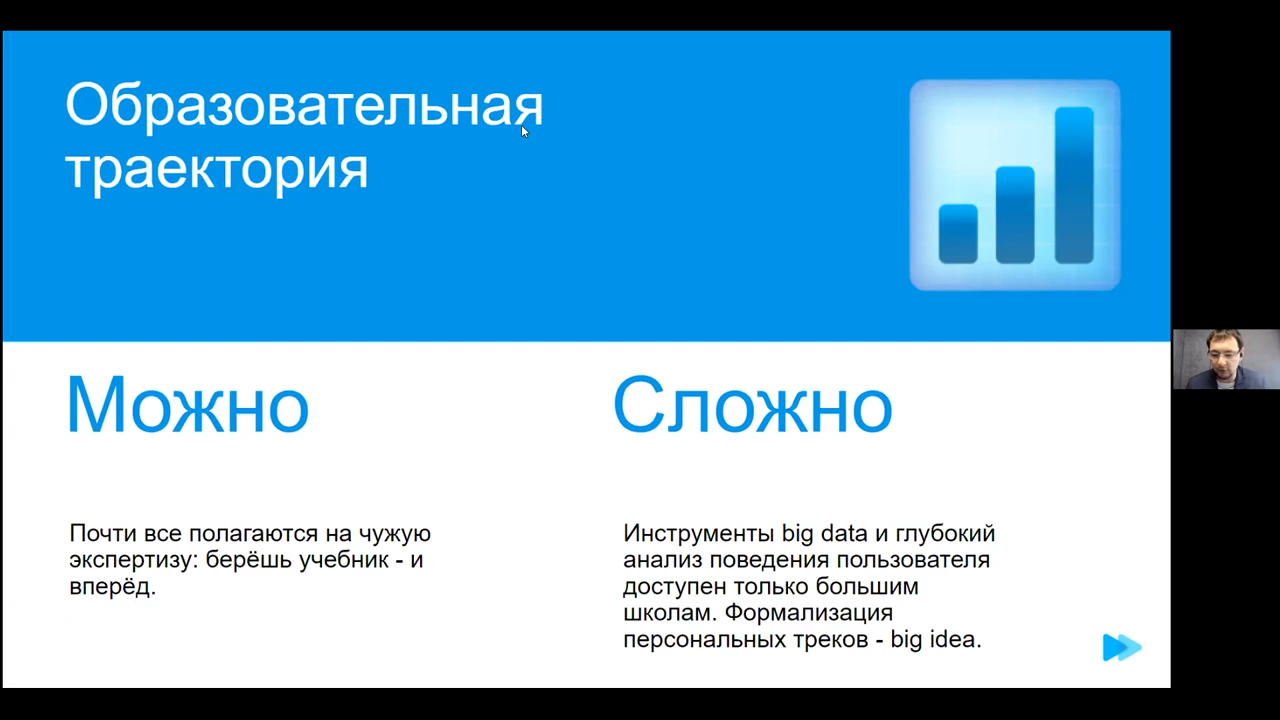 Образовательная
траектория
Можно
Сложно
Почти все полагаются на чужую
экспертизу: берёшь учебник - и
вперёд.
Инструменты big data и глубокий
анализ поведения пользователя
доступен только большим
школам. Формализация
персональных треков - big idea.